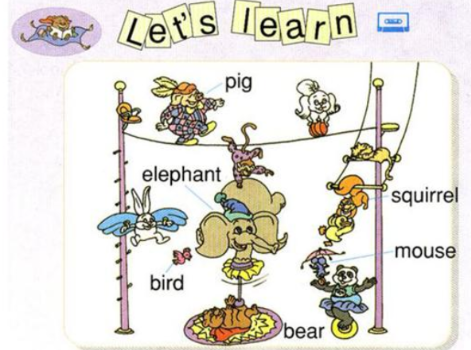 Let's learn
pig
elephant
squirrel
mouse
bird
bear